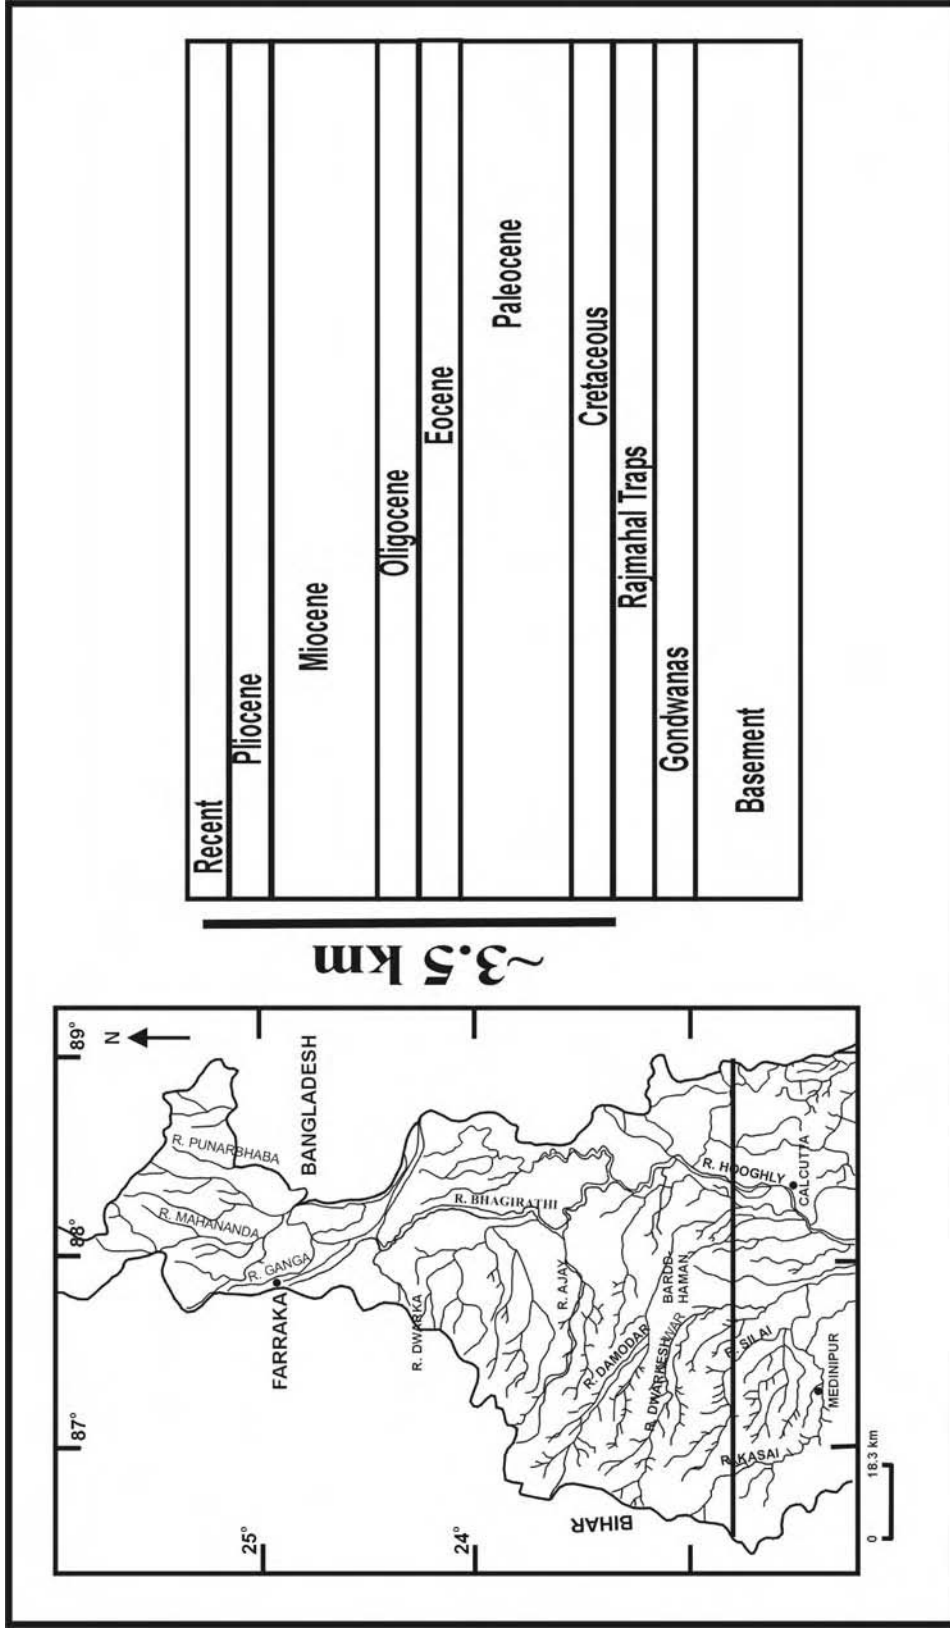 89°
88°
87°
25°
24°
N
BANGLADESH
R. PUNARBHABA
R. MAHANANDA
R. GANGA
FARRAKA
R. BHAGIRATHI
R. DWARKA
R. AJAY
R. DAMODAR
BARDD-
HAMAN
R. DWARKESHWAR
R. HOOGHLY
CALCUTTA
R. SILAI
MEDINIPUR
R. KASAI
BIHAR
0 18.3 km
~3.5 km
Recent
Pliocene
Miocene
Oligocene
Eocene
Paleocene
Cretaceous
Rajmahal Traps
Gondwanas
Basement